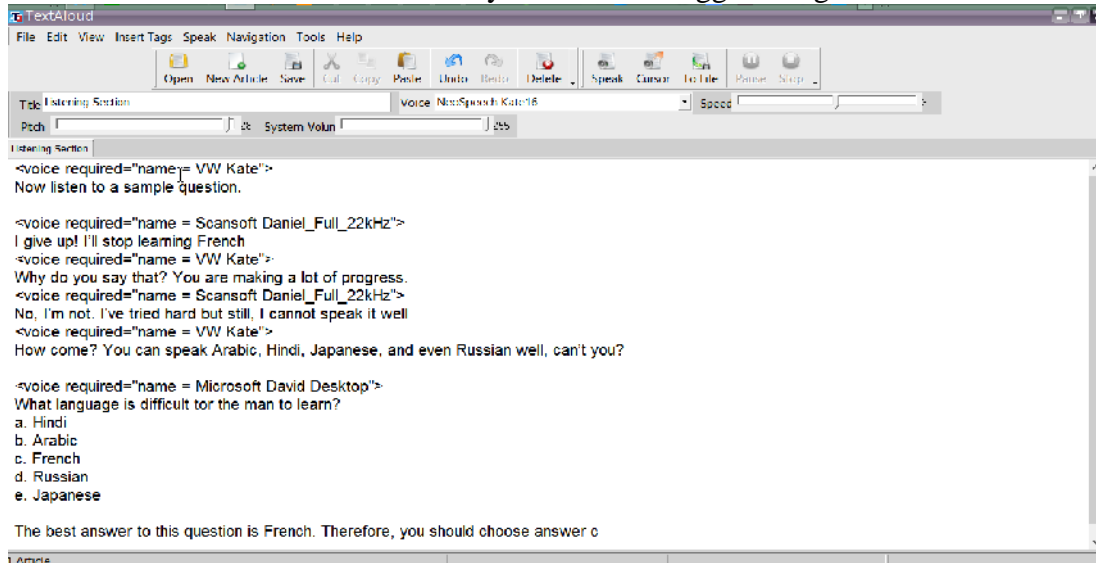 TextAloud
File Edit View Insert Tags Speak Navigation Tools Help
Open New Article Save Cut Copy Paste Undo Redo Delete Speak Cursor To File Pause Stop
Title Listening Section Voice NeoSpeech Kate16 Speed
Pitch System Volun 255
Listening Section
<voice required="name = VW Kate">
Now listen to a sample question.
<voice required="name = Scansoft Daniel_Full_22kHz">
I give up! I'll stop learning French
<voice required="name = VW Kate">
Why do you say that? You are making a lot of progress.
<voice required="name = Scansoft Daniel_Full_22kHz">
No, I'm not. I've tried hard but still, I cannot speak it well
<voice required="name = VW Kate">
How come? You can speak Arabic, Hindi, Japanese, and even Russian well, can't you?
<voice required="name = Microsoft David Desktop">
What language is difficult tor the man to learn?
a. Hindi
b. Arabic
c. French
d. Russian
e. Japanese
The best answer to this question is French. Therefore, you should choose answer c
1 Article